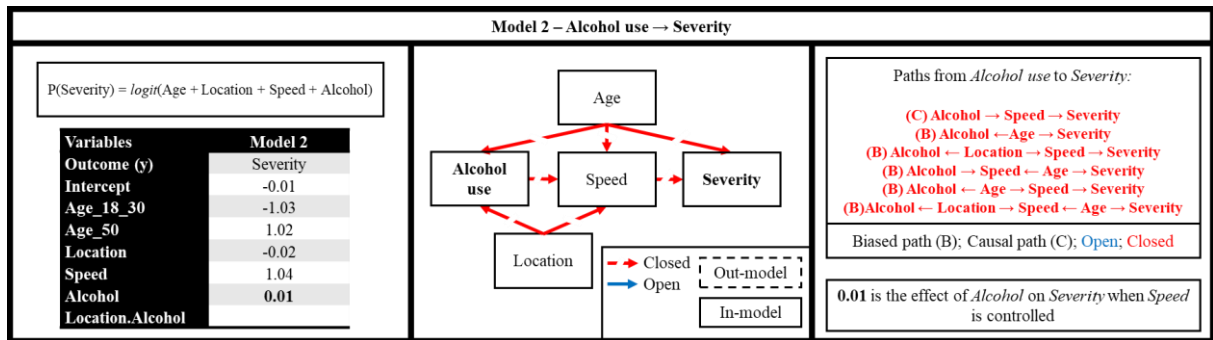 Model 2 – Alcohol use → Severity
P(Severity) = logit(Age + Location + Speed + Alcohol)
Variables Model 2
Outcome (y) Severity
Intercept -0.01
Age_18_30 -1.03
Age_50 1.02
Location -0.02
Speed 1.04
Alcohol 0.01
Location.Alcohol
Age
Alcohol
use
Speed
Severity
Location
Closed
Open
Out-model
In-model
Paths from Alcohol use to Severity:
(C) Alcohol → Speed → Severity
(B) Alcohol ←Age → Severity
(B) Alcohol ← Location → Speed → Severity
(B) Alcohol → Speed ← Age → Severity
(B) Alcohol ← Age → Speed → Severity
(B)Alcohol ← Location → Speed ← Age → Severity
Biased path (B); Causal path (C); Open; Closed
0.01 is the effect of Alcohol on Severity when Speed
is controlled